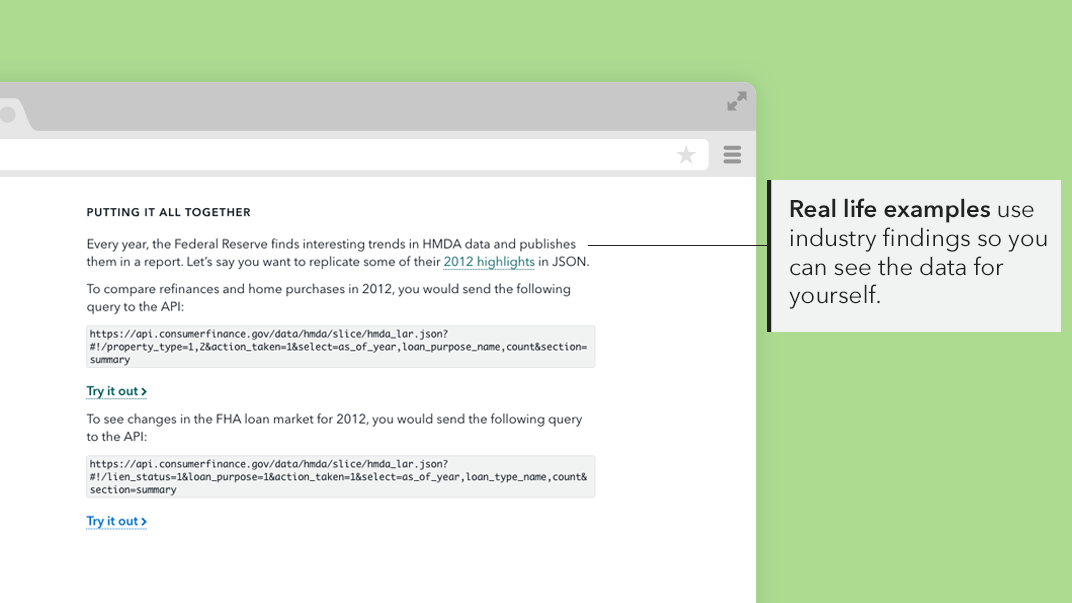 PUTTING IT ALL TOGETHER
Every year, the Federal Reserve finds interesting trends in HMDA data and publishes
them in a report. Let’s say you want to replicate some of their 2012 highlights in JSON.
To compare refinances and home purchases in 2012, you would send the following
query to the API:
https://api.consumerfinance.gov/data/hmda/slice/hmda_lar.json?
#!/property_type=1,2&action_taken=1&select=as_of_year,loan_purpose_name,count&section=
summary
Try it out
To see changes in the FHA loan market for 2012, you would send the following query
to the API:
https://api.consumerfinance.gov/data/hmda/slice/hmda_lar.json?
#!/lien_status=1&loan_purpose=1&action_taken=1&select=as_of_year,loan_type_name,count&
section=summary
Try it out
Real life examples use
industry findings so you
can see the data for
yourself.